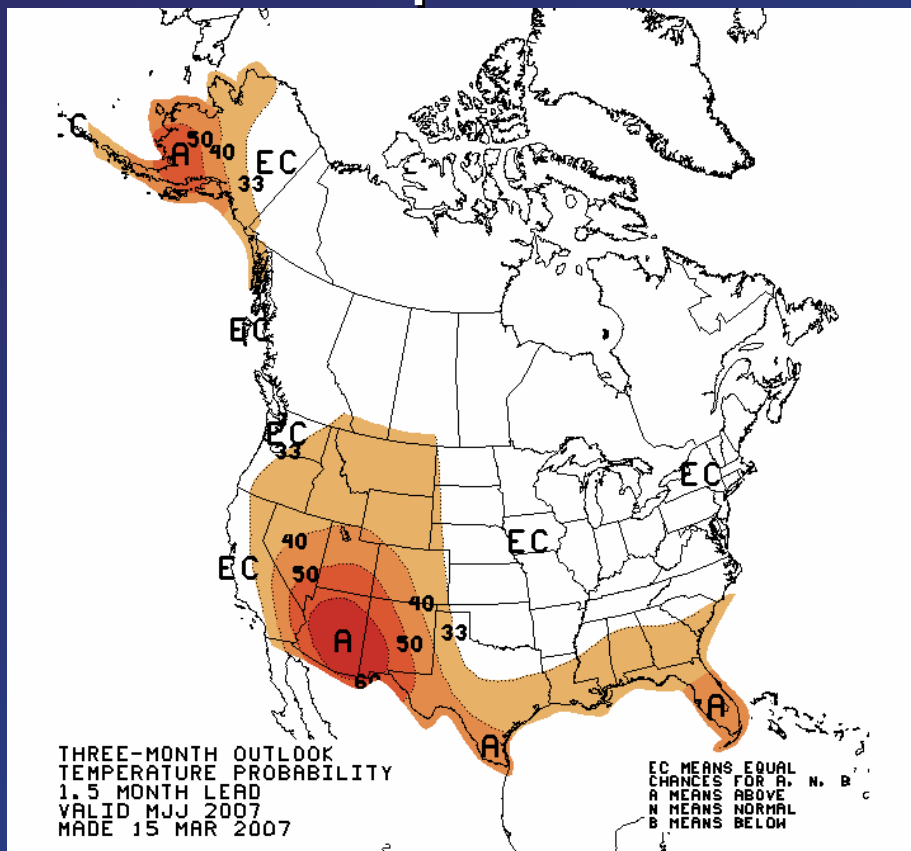 EC
A
50
40
EC
33
EC
EC
33
40
EC
50
A
40
50
33
60
EC
EC
A
A
THREE-MONTH OUTLOOK
TEMPERATURE PROBABILITY
1.5 MONTH LEAD
VALID MJJ 2007
MADE 15 MAR 2007
EC MEANS EQUAL
CHANCES FOR A, N, B
A MEANS ABOVE
N MEANS NORMAL
B MEANS BELOW